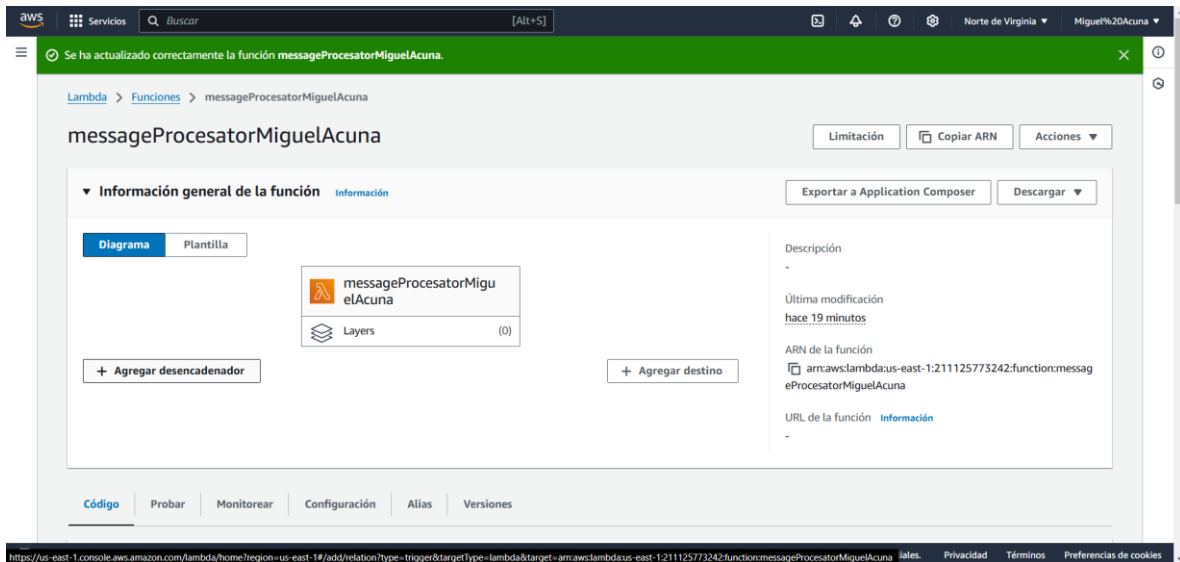 aws
Servicios
Buscar
[Alt+S]
Norte de Virginia ▼
Miguel%20Acuna ▼
Se ha actualizado correctamente la función messageProcesatorMiguelAcuna.
Lambda > Funciones > messageProcesatorMiguelAcuna
messageProcesatorMiguelAcuna
Limitación
Copiar ARN
Acciones ▼
▼ Información general de la función Información
Exportar a Application Composer
Descargar ▼
Diagrama
Plantilla
messageProcesatorMigu
elAcuna
Layers (0)
+ Agregar desencadenador
+ Agregar destino
Descripción
-
Última modificación
hace 19 minutos
ARN de la función
arn:aws:lambda:us-east-1:211125773242:function:messag
eProcesatorMiguelAcuna
URL de la función Información
-
Código
Probar
Monitorear
Configuración
Alias
Versiones
https://us-east-1.console.aws.amazon.com/lambda/home?region=us-east-1#/add/relation?type=trigger&targetType=lambda&target=arn:aws:lambda:us-east-1:211125773242:function:messageProcesatorMiguelAcuna
iales.
Privacidad
Términos
Preferencias de cookies